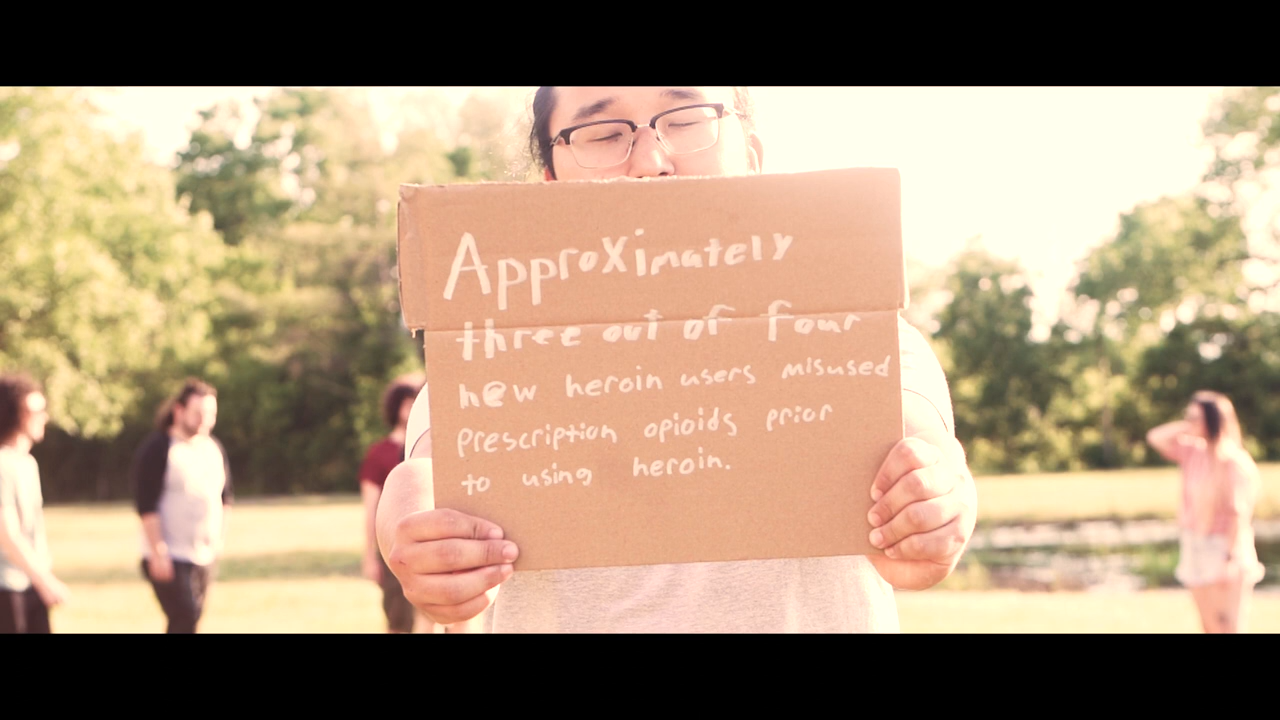 Approximately
three out of four
new heroin users misused
prescription opioids prior
to using heroin.